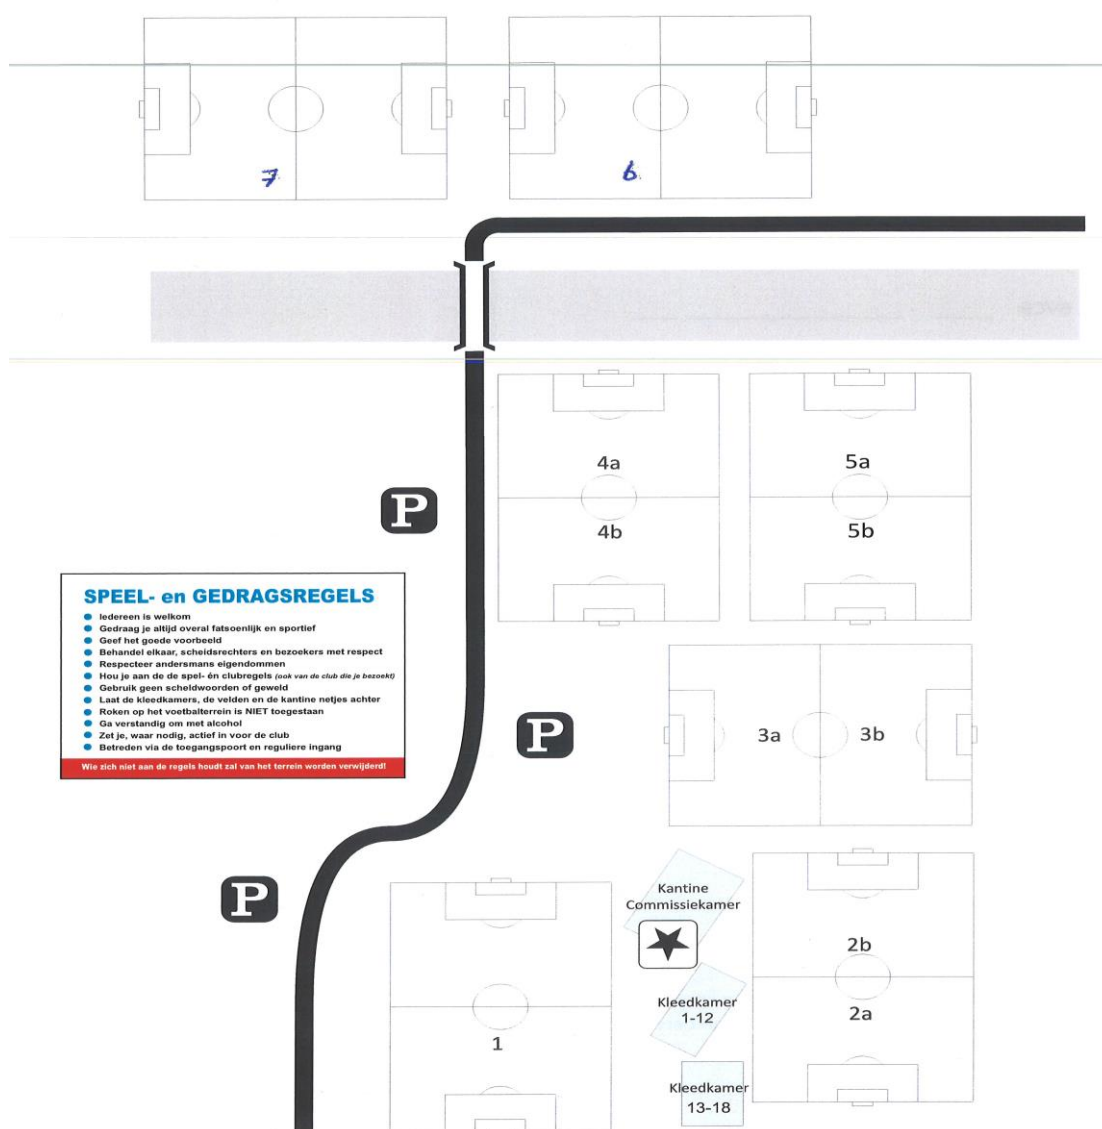 7
6
P
4a
5a
4b
5b
SPEEL- en GEDRAGSREGELS
Iedereen is welkom
Gedraag je altijd overal fatsoenlijk en sportief
Geef het goede voorbeeld
Behandel elkaar, scheidsrechters en bezoekers met respect
Respecteer andermans eigendommen
Hou je aan de de spel- én clubregels (ook van de club die je bezoekt)
Gebruik geen scheldwoorden of geweld
Laat de kleedkamers, de velden en de kantine netjes achter
Roken op het voetbalterrein is NIET toegestaan
Ga verstandig om met alcohol
Zet je, waar nodig, actief in voor de club
Betreden via de toegangspoort en reguliere ingang
Wie zich niet aan de regels houdt zal van het terrein worden verwijderd!
P
3a
3b
P
Kantine
Commissiekamer
2b
2a
Kleedkamer
1-12
1
Kleedkamer
13-18